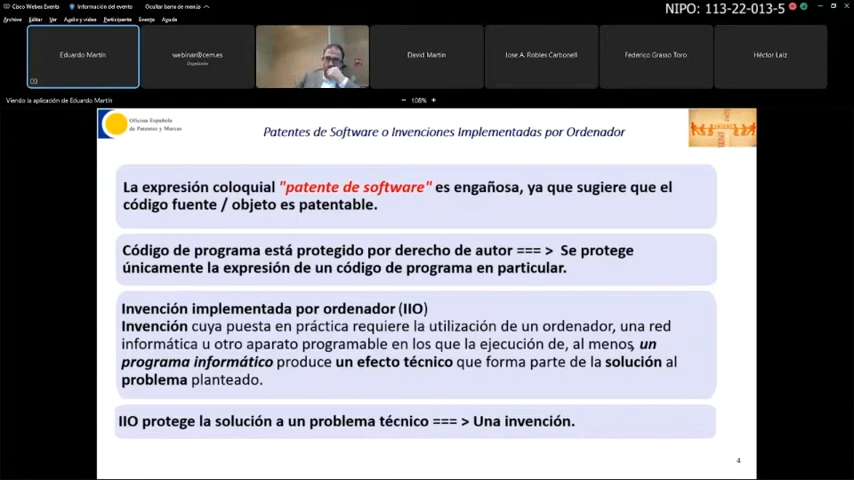 Cisco Webex Events
Información del evento
Ocultar barra de menús
NIPO: 113-22-013-5
Archivo Editar Ver Audio y vídeo Participante Evento Ayuda
Eduardo Martín
webinar@cem.es
Organizador
David Martin
Jose A. Robles Carbonell
Federico Grasso Toro
Héctor Laiz
Viendo la aplicación de Eduardo Martín
108%
Oficina Española
de Patentes y Marcas
Patentes de Software o Invenciones Implementadas por Ordenador
La expresión coloquial "patente de software" es engañosa, ya que sugiere que el
código fuente / objeto es patentable.
Código de programa está protegido por derecho de autor === > Se protege
únicamente la expresión de un código de programa en particular.
Invención implementada por ordenador (IIO)
Invención cuya puesta en práctica requiere la utilización de un ordenador, una red
informática u otro aparato programable en los que la ejecución de, al menos, un
programa informático produce un efecto técnico que forma parte de la solución al
problema planteado.
IIO protege la solución a un problema técnico === > Una invención.
4